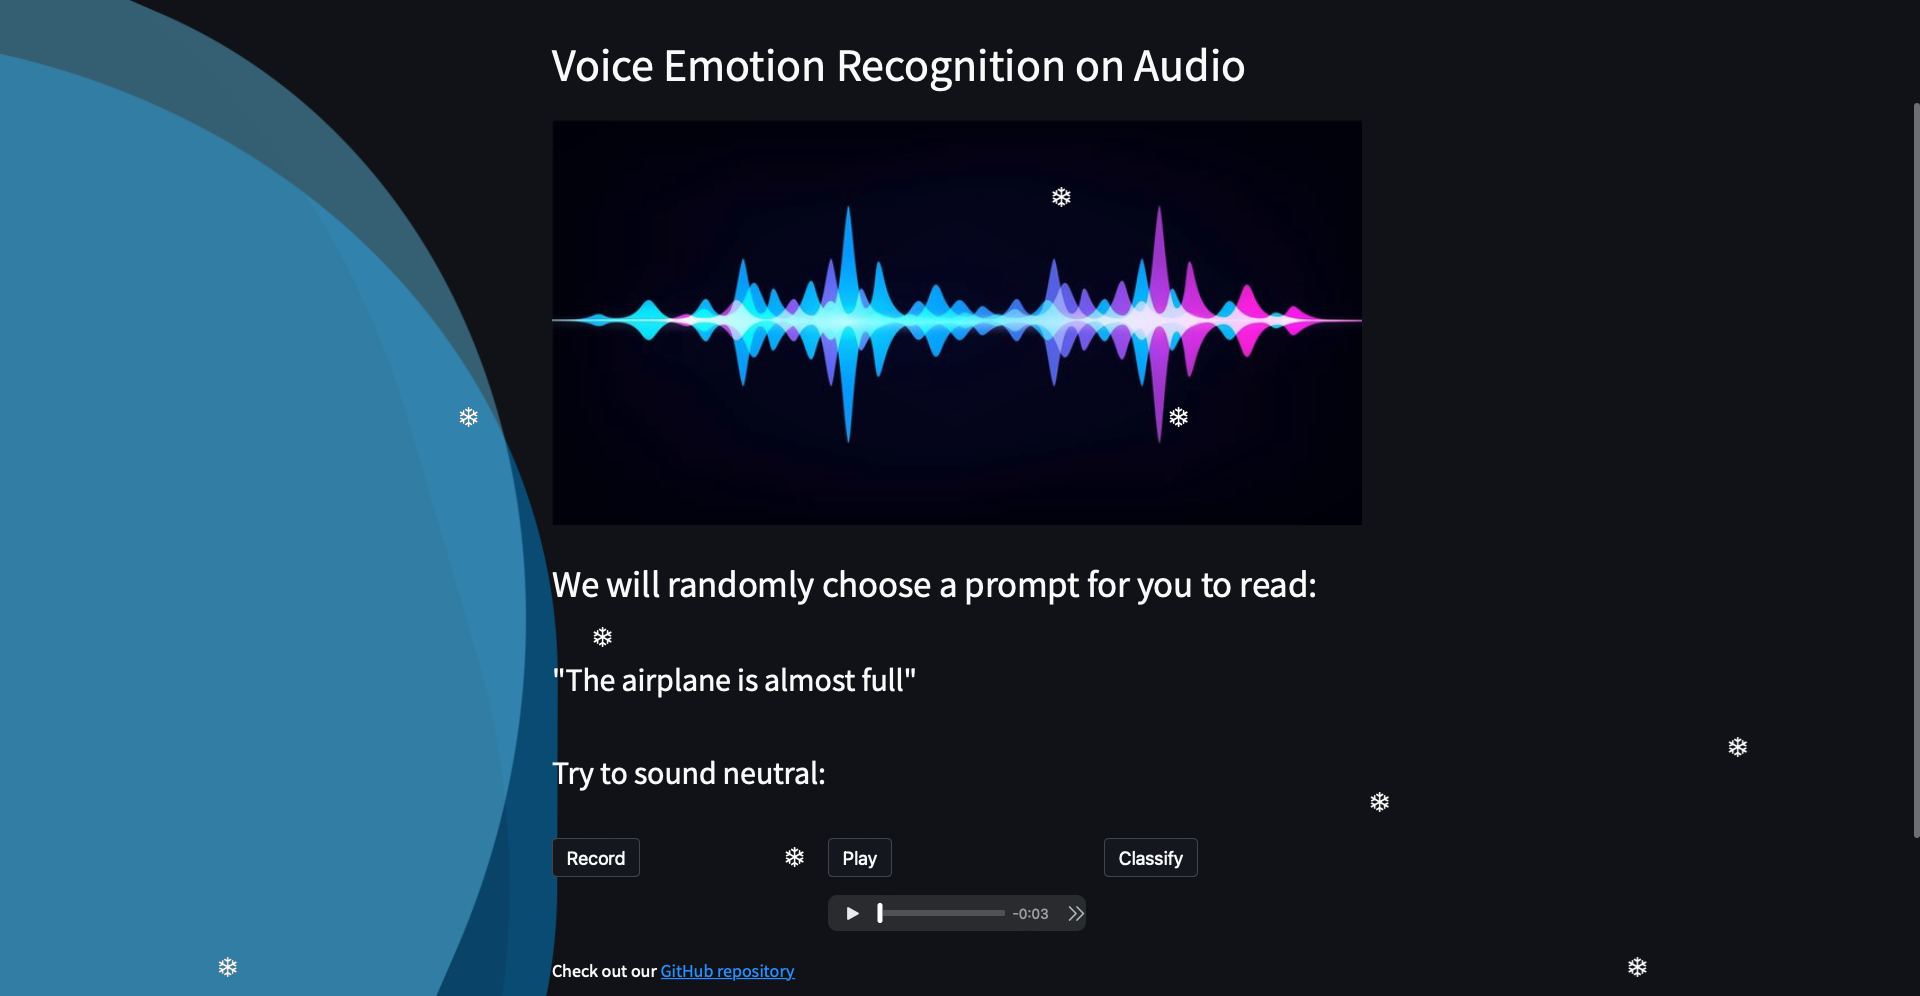 Voice Emotion Recognition on Audio
We will randomly choose a prompt for you to read:
"The airplane is almost full"
Try to sound neutral:
Record
Play
Classify
-0:03
Check out our GitHub repository